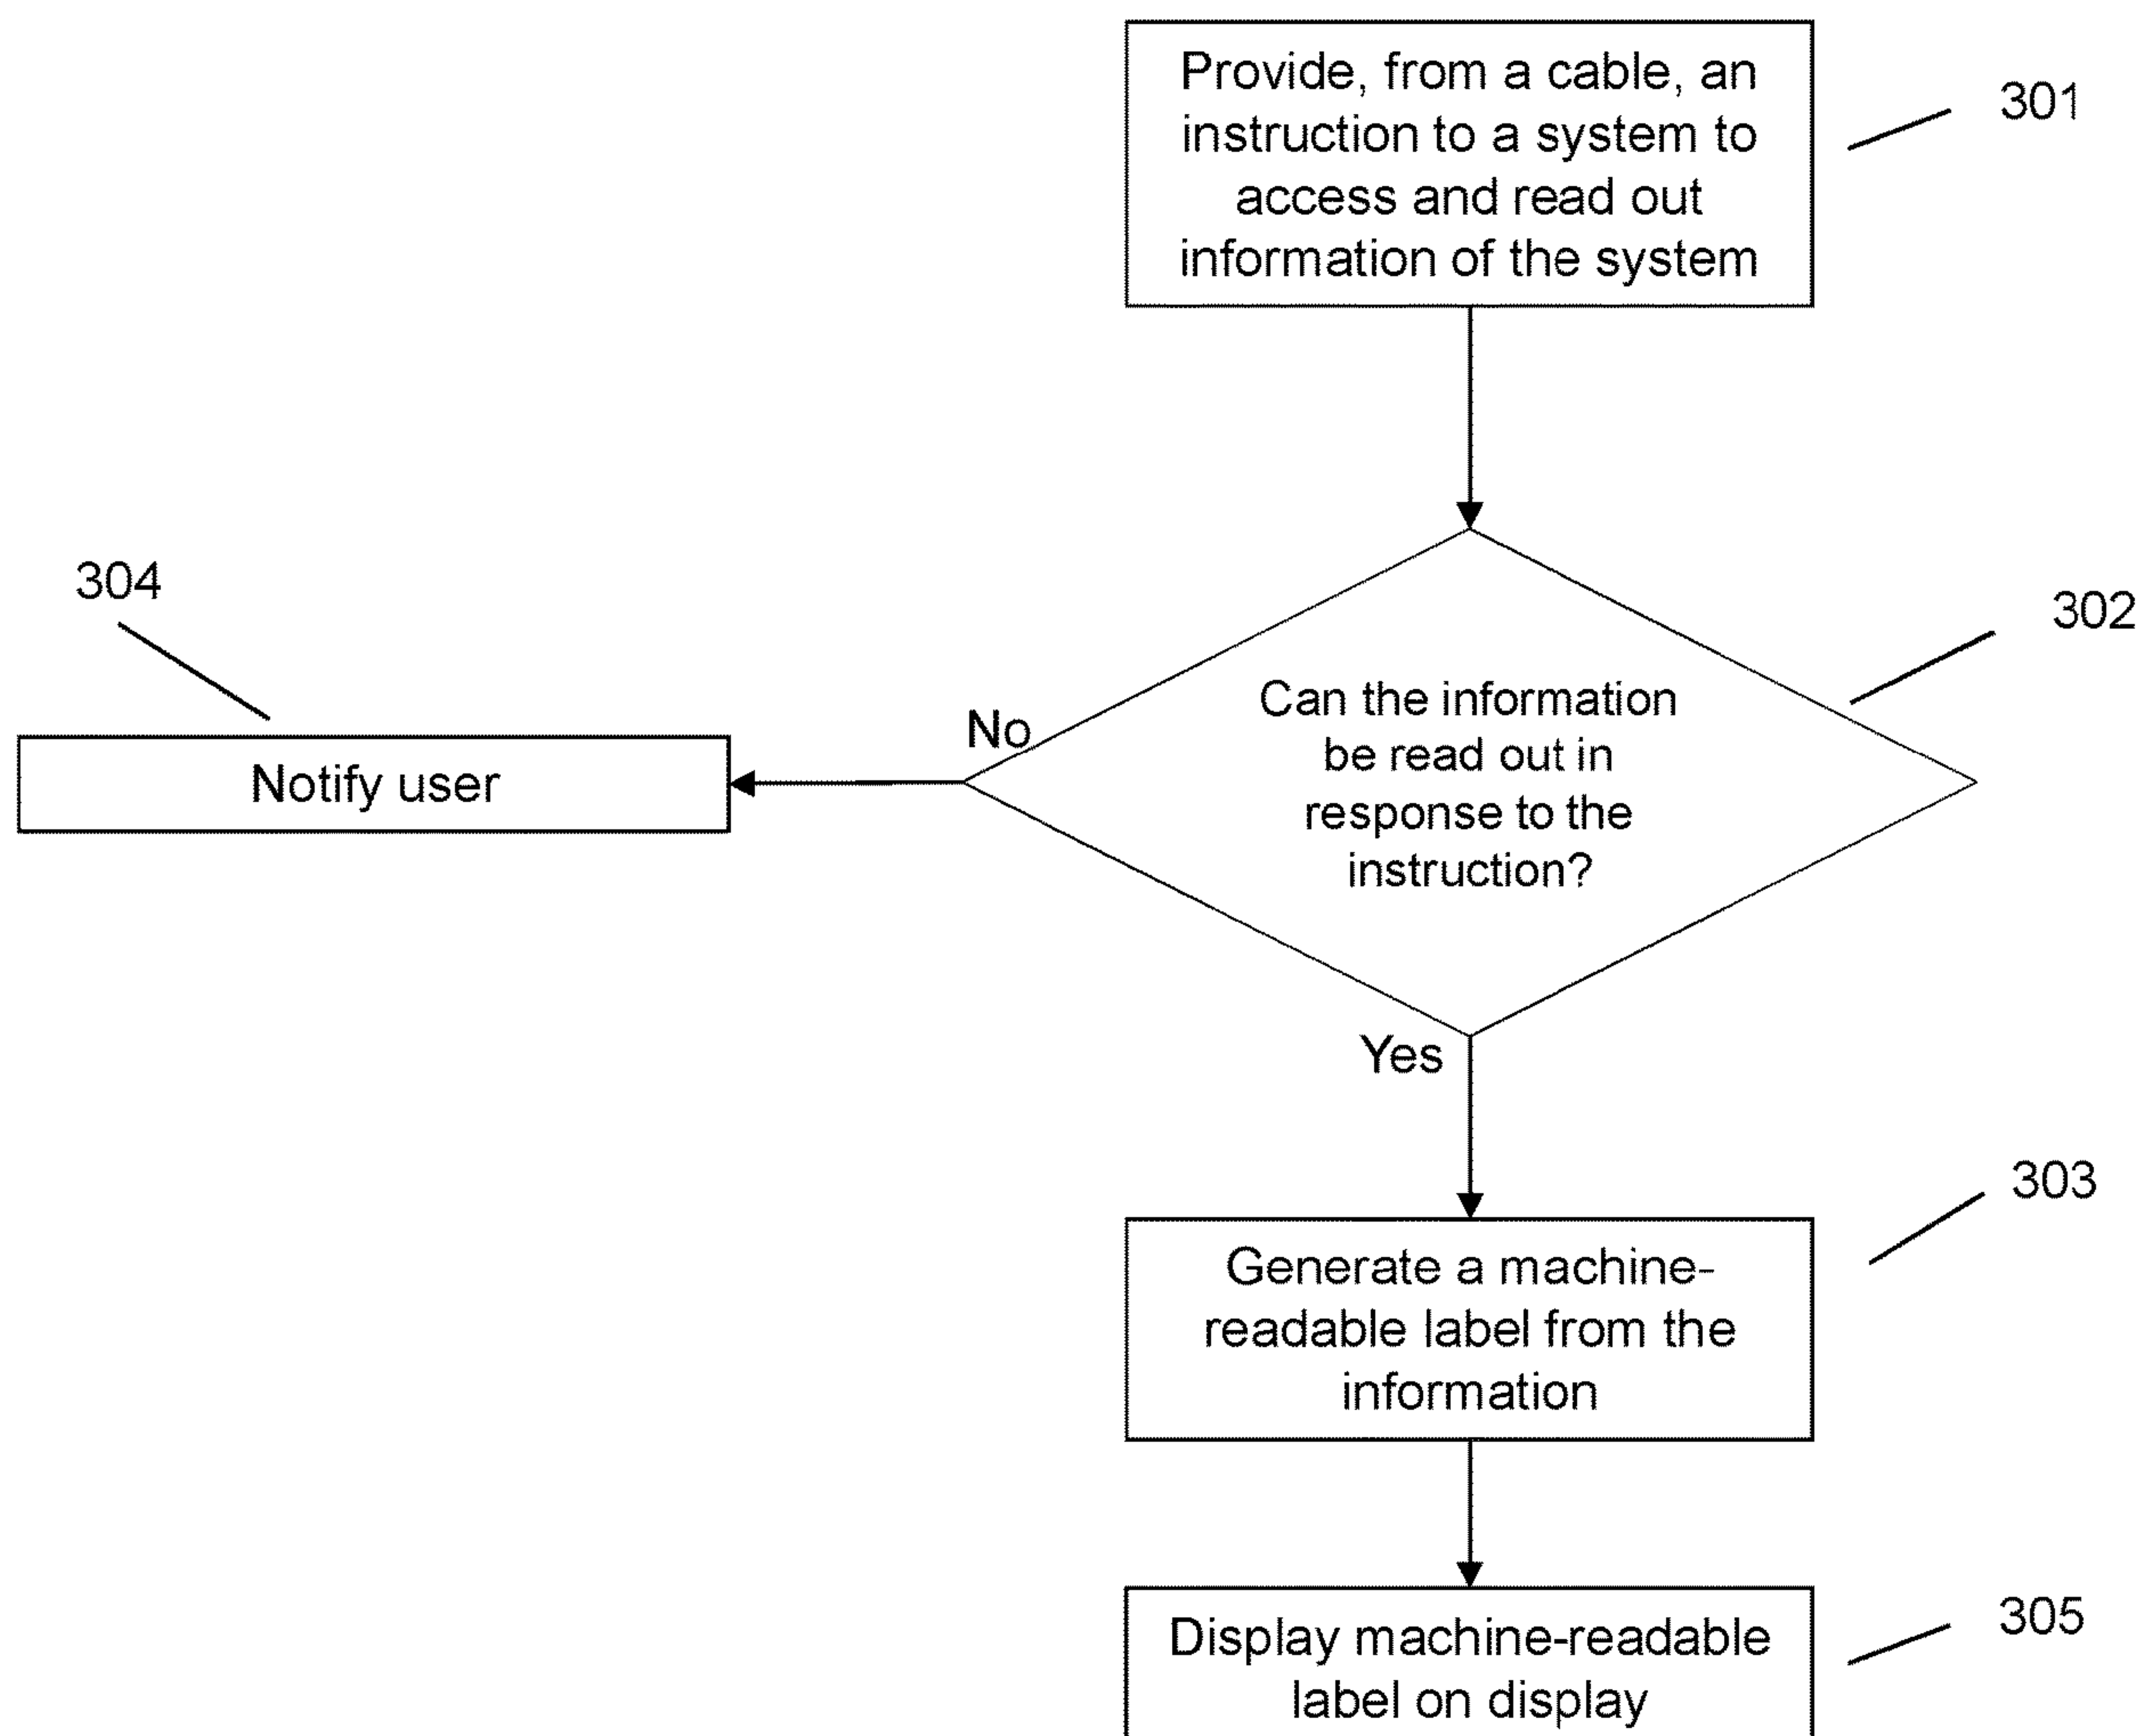 Provide, from a cable, an
instruction to a system to
access and read out
information of the system
301
304
302
Can the information
be read out in
response to the
instruction?
No
Notify user
Yes
303
Generate a machine-
readable label from the
information
305
Display machine-readable
label on display